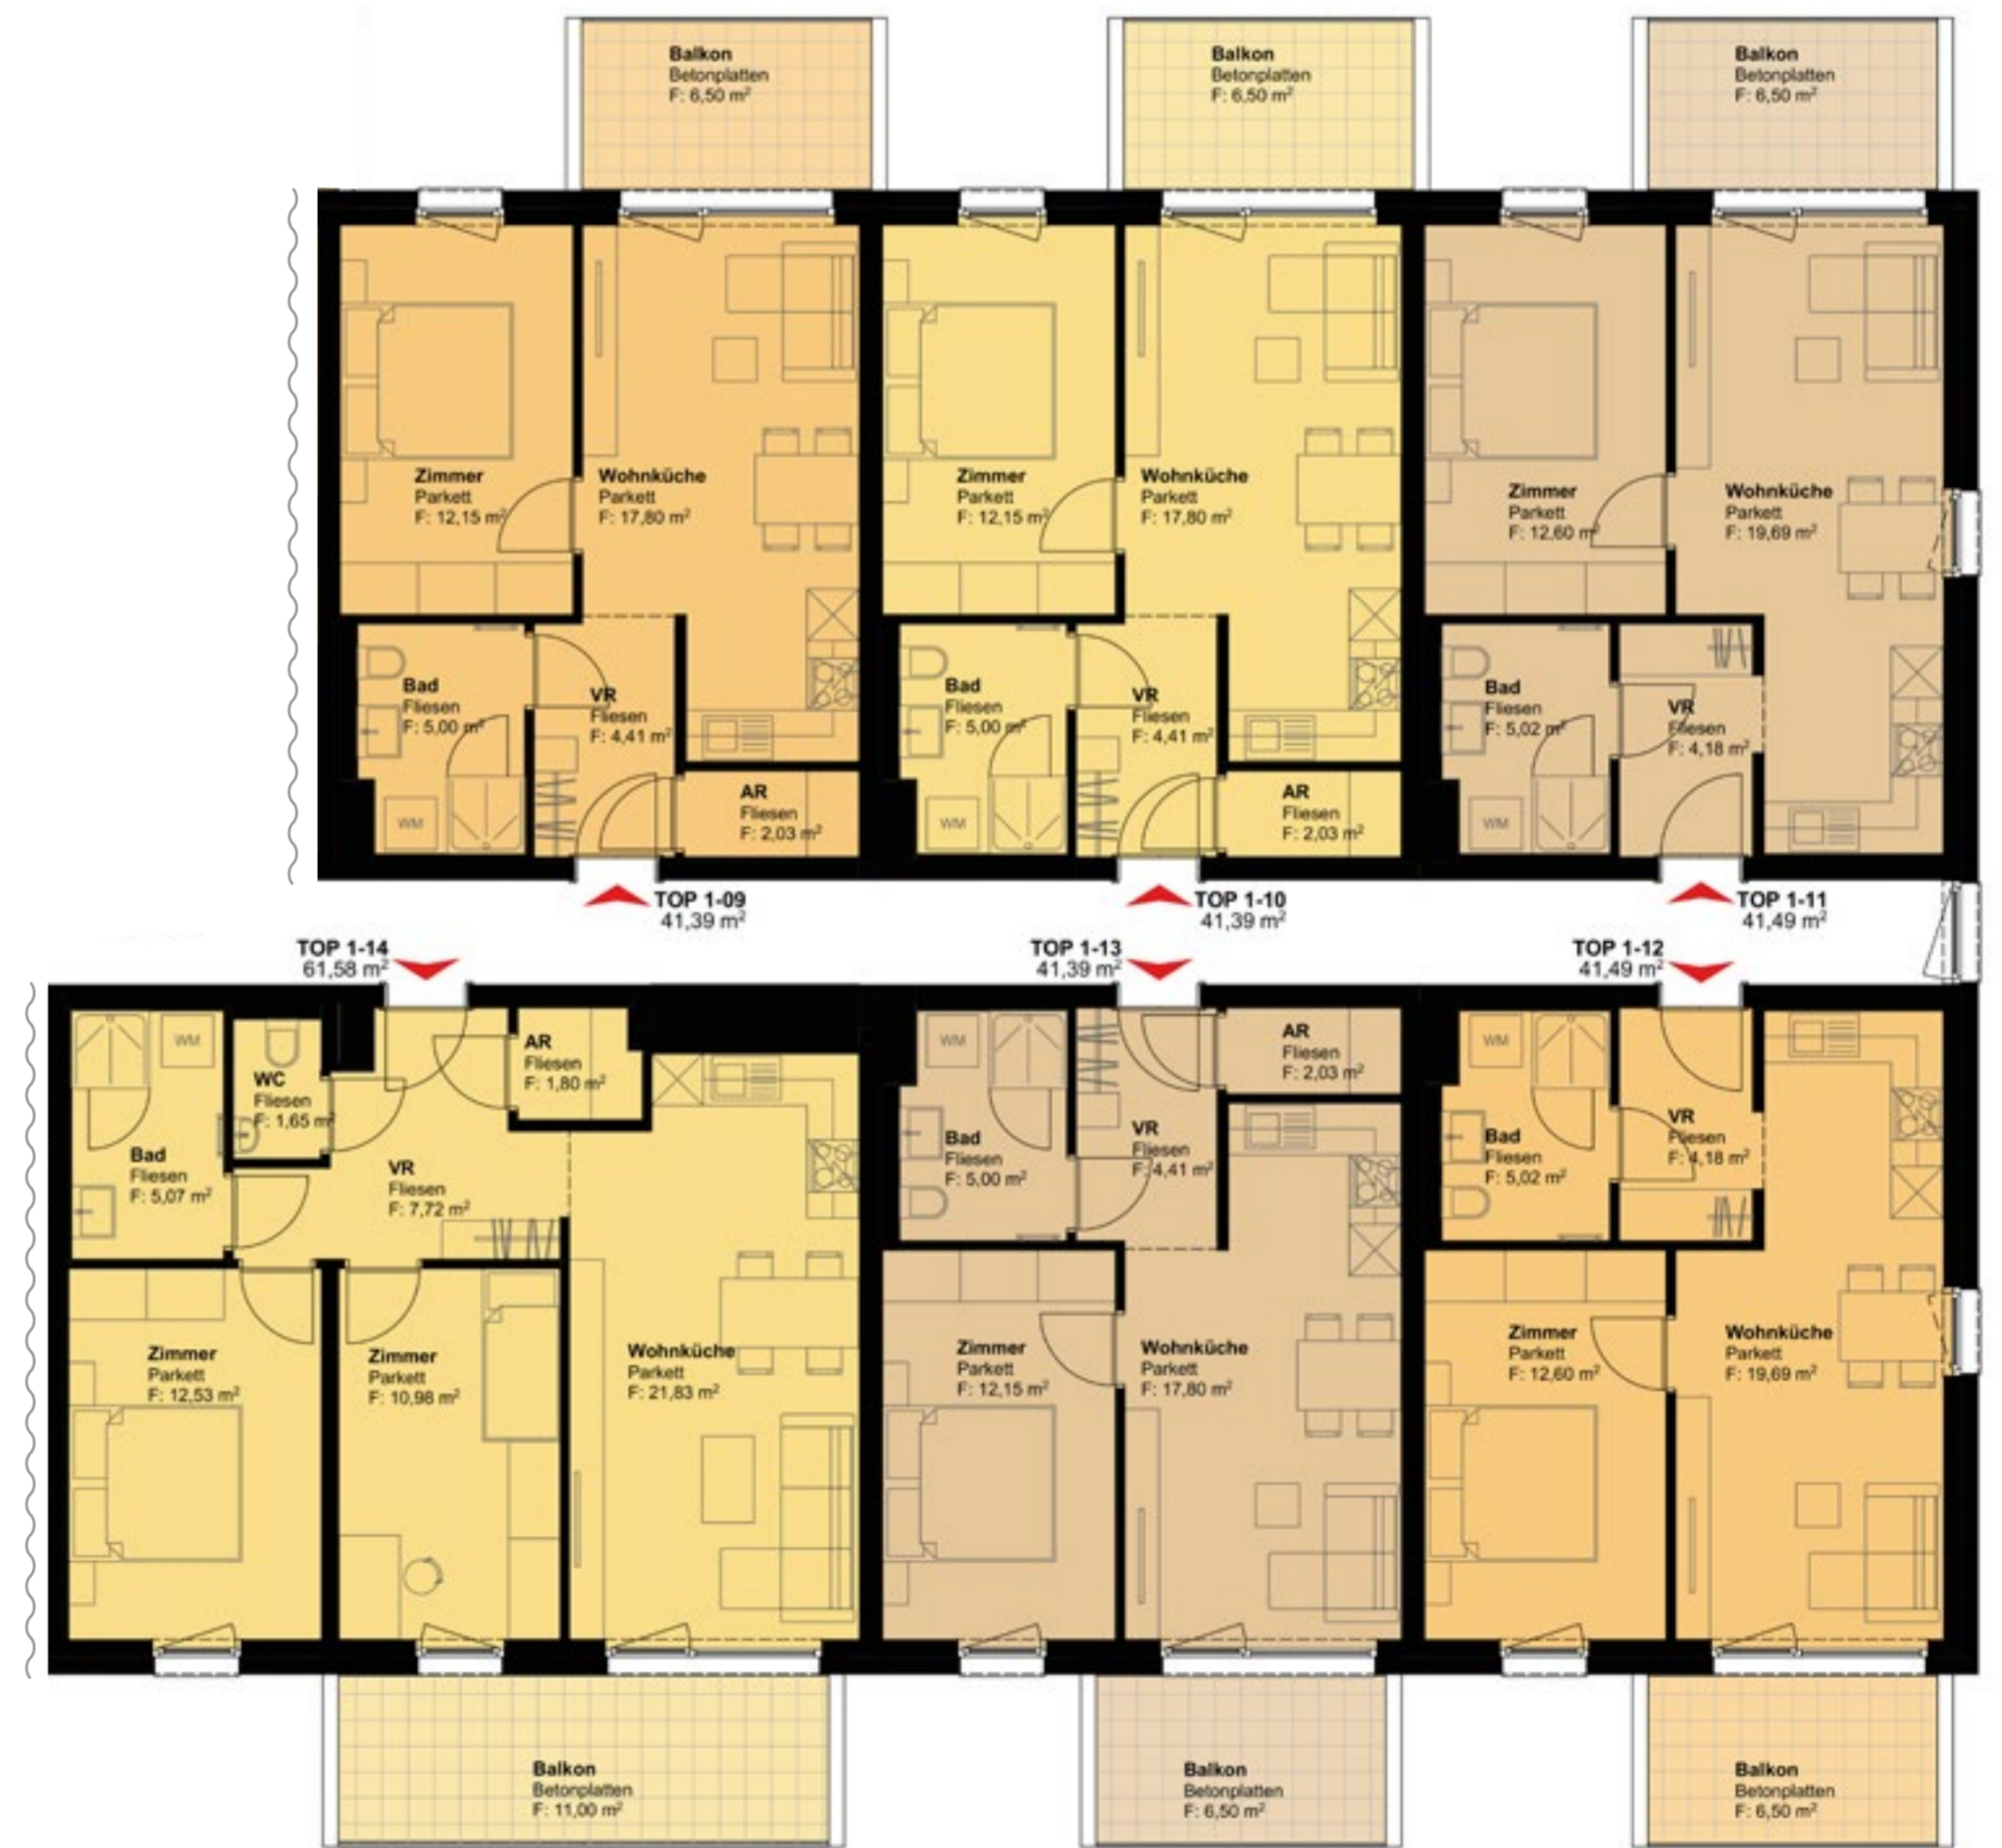 Balkon
Betonplatten
F: 6,50 m²
Balkon
Betonplatten
F: 6,50 m²
Balkon
Betonplatten
F: 6,50 m²
Zimmer
Parkett
F: 12,15 m²
Wohnküche
Parkett
F: 17,80 m²
Zimmer
Parkett
F: 12,15 m²
Wohnküche
Parkett
F: 17,80 m²
Zimmer
Parkett
F: 12,60 m²
Wohnküche
Parkett
F: 19,69 m²
Bad
Fliesen
F: 5,00 m²
VR
Fliesen
F: 4,41 m²
WM
AR
Fliesen
F: 2,03 m²
Bad
Fliesen
F: 5,00 m²
VR
Fliesen
F: 4,41 m²
WM
AR
Fliesen
F: 2,03 m²
Bad
Fliesen
F: 5,02 m²
VR
Fliesen
F: 4,18 m²
WM
TOP 1-09
41,39 m²
TOP 1-10
41,39 m²
TOP 1-11
41,49 m²
TOP 1-14
61,58 m²
TOP 1-13
41,39 m²
TOP 1-12
41,49 m²
WM
WC
Fliesen
F: 1,65 m²
AR
Fliesen
F: 1,80 m²
Bad
Fliesen
F: 5,07 m²
VR
Fliesen
F: 7,72 m²
WM
AR
Fliesen
F: 2,03 m²
Bad
Fliesen
F: 5,00 m²
VR
Fliesen
F: 4,41 m²
WM
Bad
Fliesen
F: 5,02 m²
VR
Fliesen
F: 4,18 m²
Zimmer
Parkett
F: 12,53 m²
Zimmer
Parkett
F: 10,98 m²
Wohnküche
Parkett
F: 21,83 m²
Zimmer
Parkett
F: 12,15 m²
Wohnküche
Parkett
F: 17,80 m²
Zimmer
Parkett
F: 12,60 m²
Wohnküche
Parkett
F: 19,69 m²
Balkon
Betonplatten
F: 11,00 m²
Balkon
Betonplatten
F: 6,50 m²
Balkon
Betonplatten
F: 6,50 m²